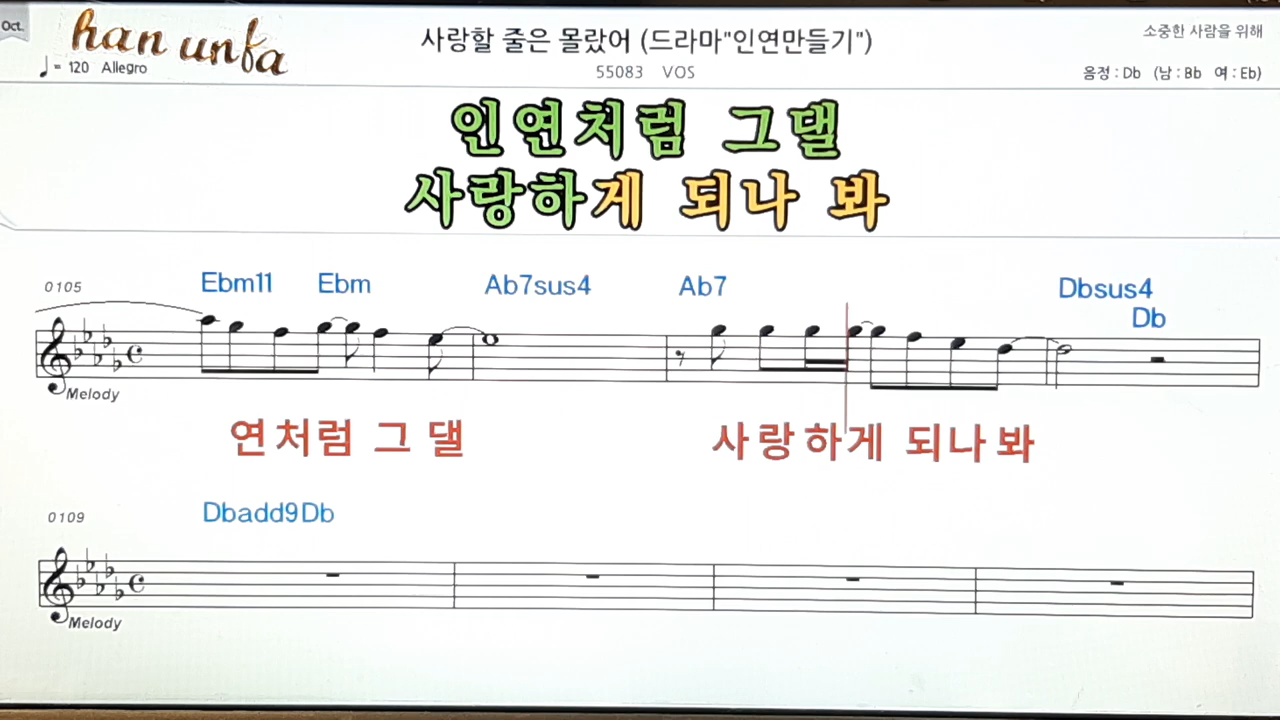 Oct.
han unfa
사랑할 줄은 몰랐어 (드라마"인연만들기")
소중한 사람을 위해
♩= 120 Allegro
55083 VOS
음정 : Db (남 : Bb 여 : Eb)
인연처럼 그댈
사랑하게 되나 봐
0105 Ebm11 Ebm Ab7sus4 Ab7 Dbsus4
Db
Melody
연처럼 그 댈 사랑하게 되나 봐
0109 Dbadd9 Db
Melody